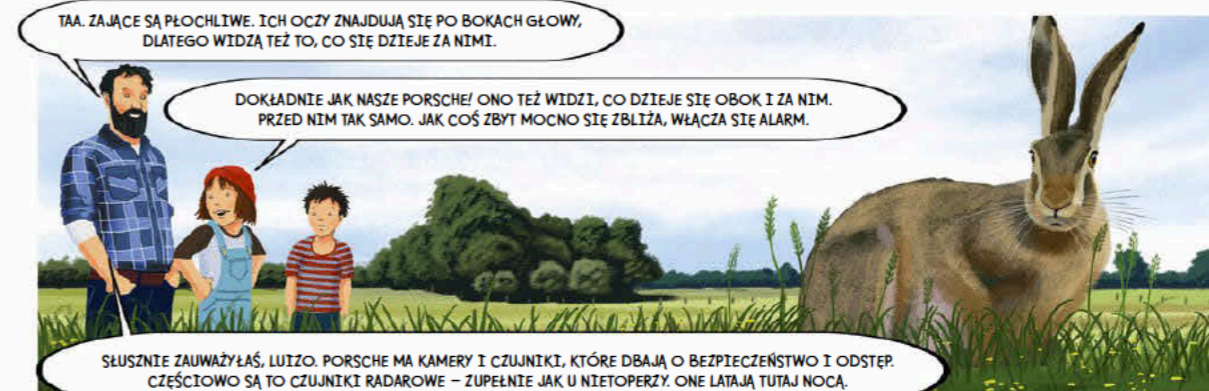 TAA. ZAJĄCE SĄ PŁOCHLIWE. ICH OCZY ZNAJDUJĄ SIĘ PO BOKACH GŁOWY,
DLATEGO WIDZĄ TEŻ TO, CO SIĘ DZIEJE ZA NIMI.
DOKŁADNIE JAK NASZE PORSCHE! ONO TEŻ WIDZI, CO DZIEJE SIĘ OBOK I ZA NIM.
PRZED NIM TAK SAMO. JAK COŚ ZBYT MOCNO SIĘ ZBLIŻA, WŁĄCZA SIĘ ALARM.
SŁUSZNIE ZAUWAŻYŁAŚ, LUIZO. PORSCHE MA KAMERY I CZUJNIKI, KTÓRE DBAJĄ O BEZPIECZEŃSTWO I ODSTĘP.
CZĘŚCIOWO SĄ TO CZUJNIKI RADAROWE – ZUPEŁNIE JAK U NIETOPERZY. ONE LATAJĄ TUTAJ NOCĄ.